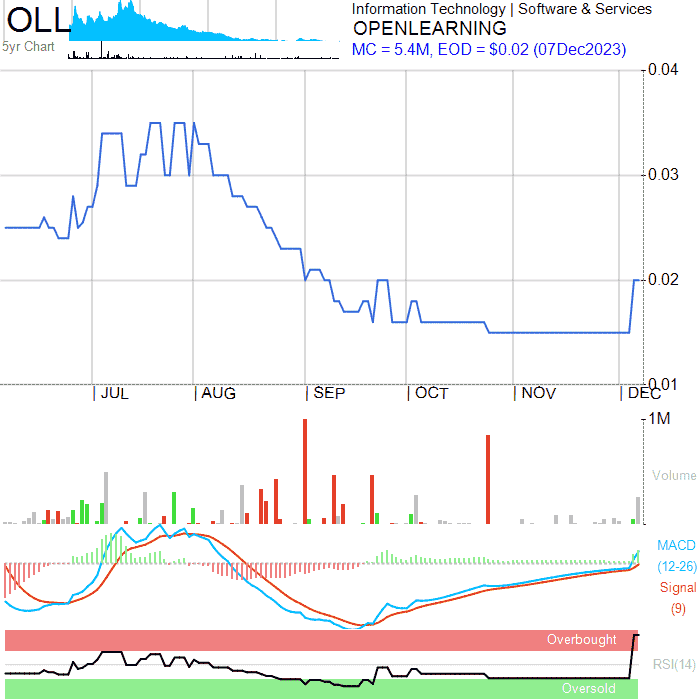 OLL
5yr Chart
Information Technology | Software & Services
OPENLEARNING
MC = 5.4M, EOD = $0.02 (07Dec2023)
0.04
0.03
0.02
0.01
JUL AUG SEP OCT NOV DEC
1M
Volume
MACD
(12-26)
Signal
(9)
Overbought
RSI(14)
Oversold